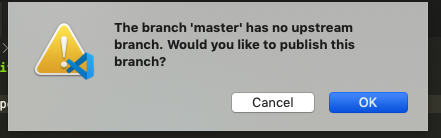 The branch 'master' has no upstream
branch. Would you like to publish this
branch?
Cancel
OK